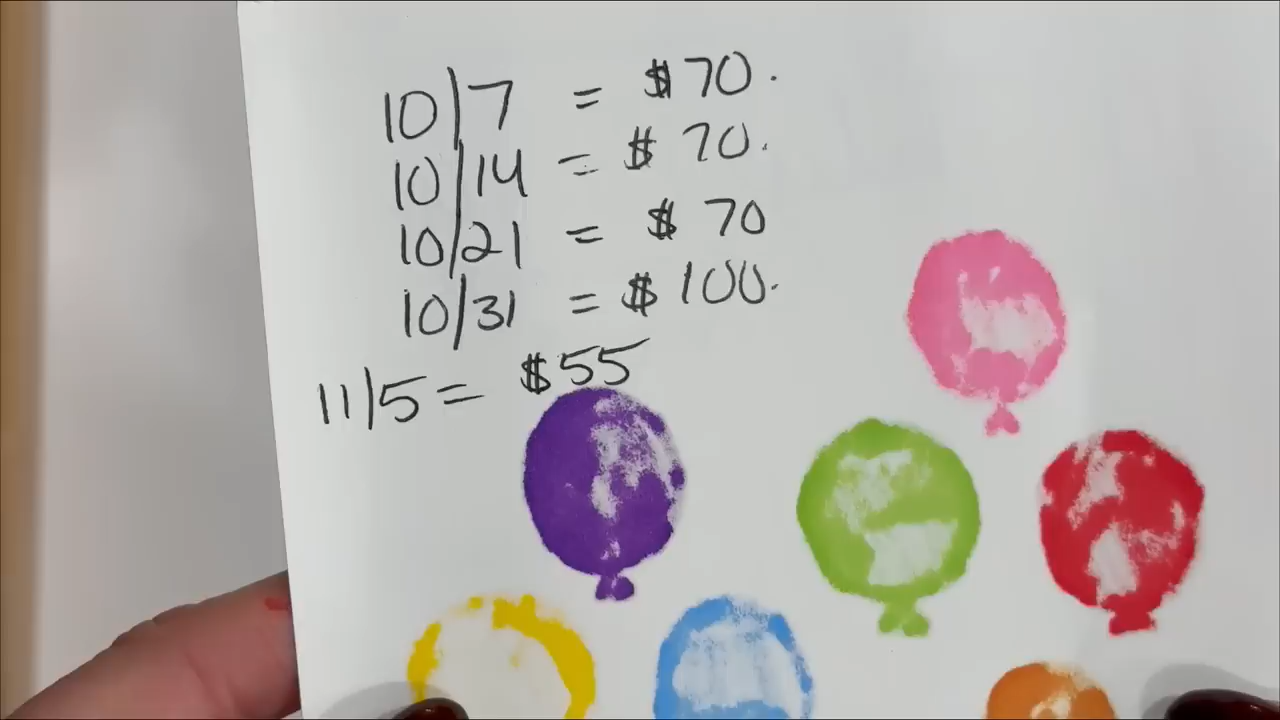 10/7 = $70.
10/14 = $70.
10/21 = $70
10/31 = $100.
11/5 = $55